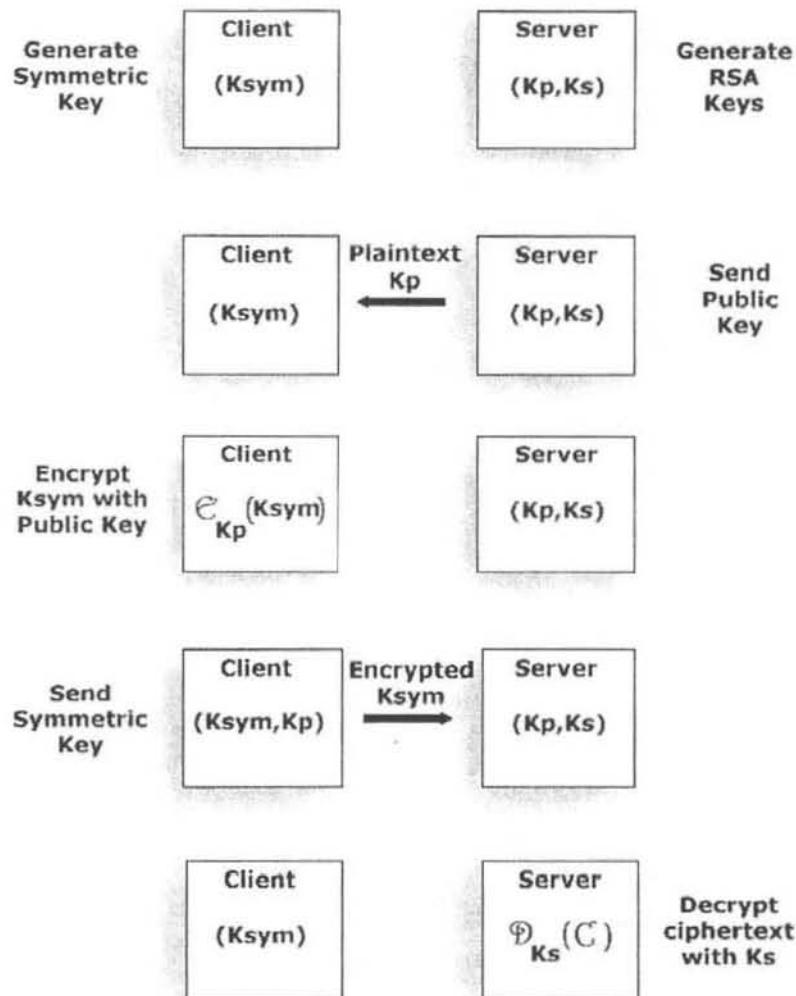 Generate
Symmetric
Key
Client
(Ksym)
Server
(Kp,Ks)
Generate
RSA
Keys
Client
(Ksym)
Plaintext
Kp
Server
(Kp,Ks)
Send
Public
Key
Encrypt
Ksym with
Public Key
Client
ℰ_Kp(Ksym)
Server
(Kp,Ks)
Send
Symmetric
Key
Client
(Ksym,Kp)
Encrypted
Ksym
Server
(Kp,Ks)
Client
(Ksym)
Server
𝒟_Ks(C)
Decrypt
ciphertext
with Ks